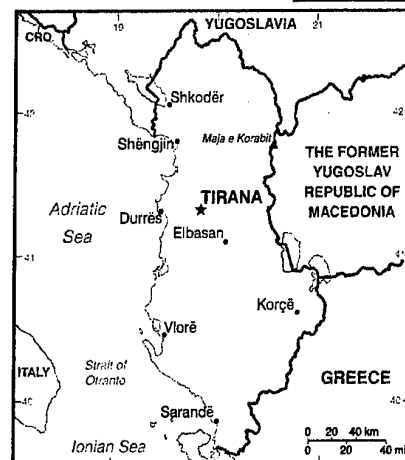 YUGOSLAVIA
19
21
CRO.
Shkodër
Shëngjin
Maja e Korabit
THE FORMER
YUGOSLAV
REPUBLIC OF
MACEDONIA
TIRANA
Adriatic
Sea
Durrës
Elbasan
41
41
Korçë
Vlorë
Strait of
Otranto
ITALY
GREECE
40
40
Sarandë
Ionian Sea
0 20 40 km
0 20 40 mi